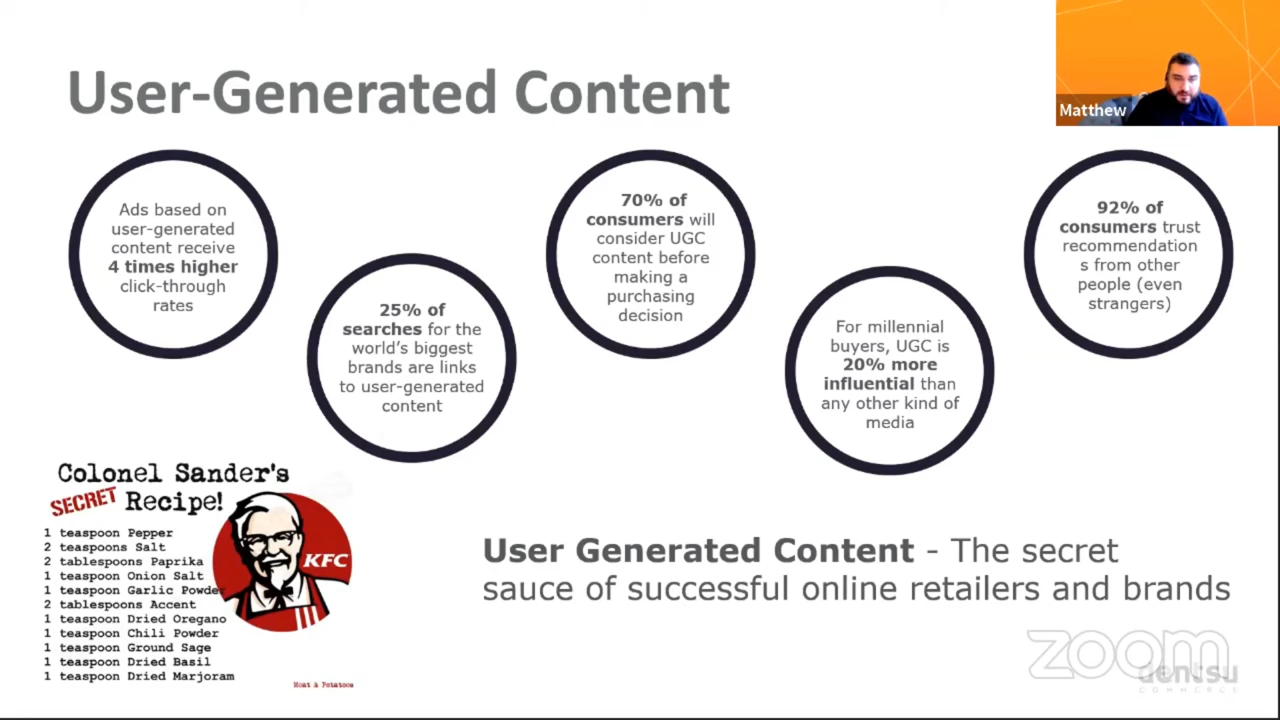 User-Generated Content
Matthew
Ads based on
user-generated
content receive
4 times higher
click-through
rates
25% of
searches for the
world's biggest
brands are links
to user-generated
content
70% of
consumers will
consider UGC
content before
making a
purchasing
decision
For millennial
buyers, UGC is
20% more
influential than
any other kind of
media
92% of
consumers trust
recommendation
s from other
people (even
strangers)
Colonel Sander's
SECRET Recipe!
1 teaspoon Pepper
2 teaspoons Salt
2 tablespoons Paprika
1 teaspoon Onion Salt
1 teaspoon Garlic Powder
2 tablespoons Accent
1 teaspoon Dried Oregano
1 teaspoon Chili Powder
1 teaspoon Ground Sage
1 teaspoon Dried Basil
1 teaspoon Dried Marjoram
KFC
Meat & Potatoes
User Generated Content - The secret
sauce of successful online retailers and brands
zoom
dentsu
COMMERCE